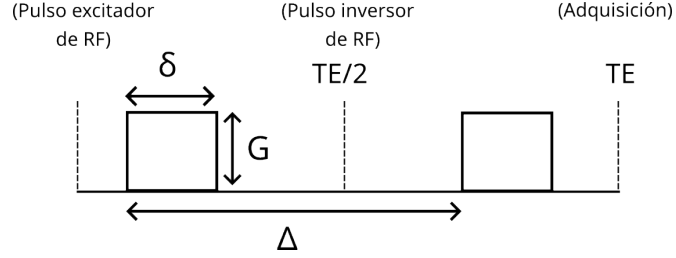 (Pulso excitador
de RF)
(Pulso inversor
de RF)
(Adquisición)
δ
TE/2
TE
G
Δ